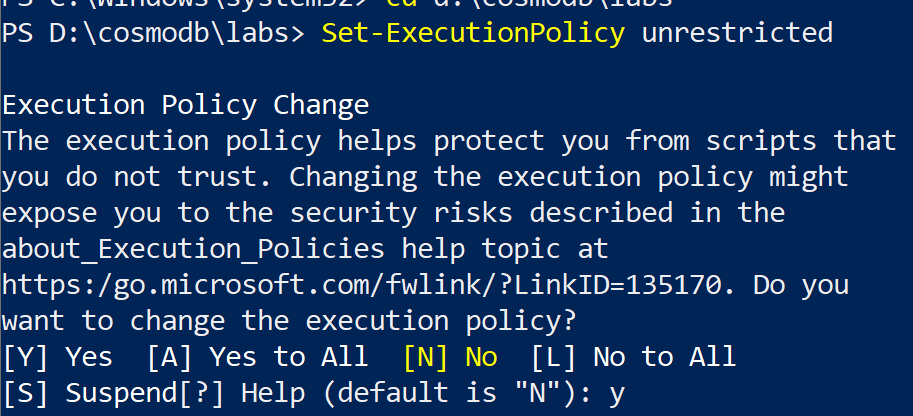 PS C:\Windows\system32> cd d:\cosmodb\labs
PS D:\cosmodb\labs> Set-ExecutionPolicy unrestricted
Execution Policy Change
The execution policy helps protect you from scripts that
you do not trust. Changing the execution policy might
expose you to the security risks described in the
about_Execution_Policies help topic at
https:/go.microsoft.com/fwlink/?LinkID=135170. Do you
want to change the execution policy?
[Y] Yes  [A] Yes to All  [N] No  [L] No to All
[S] Suspend[?] Help (default is "N"): y